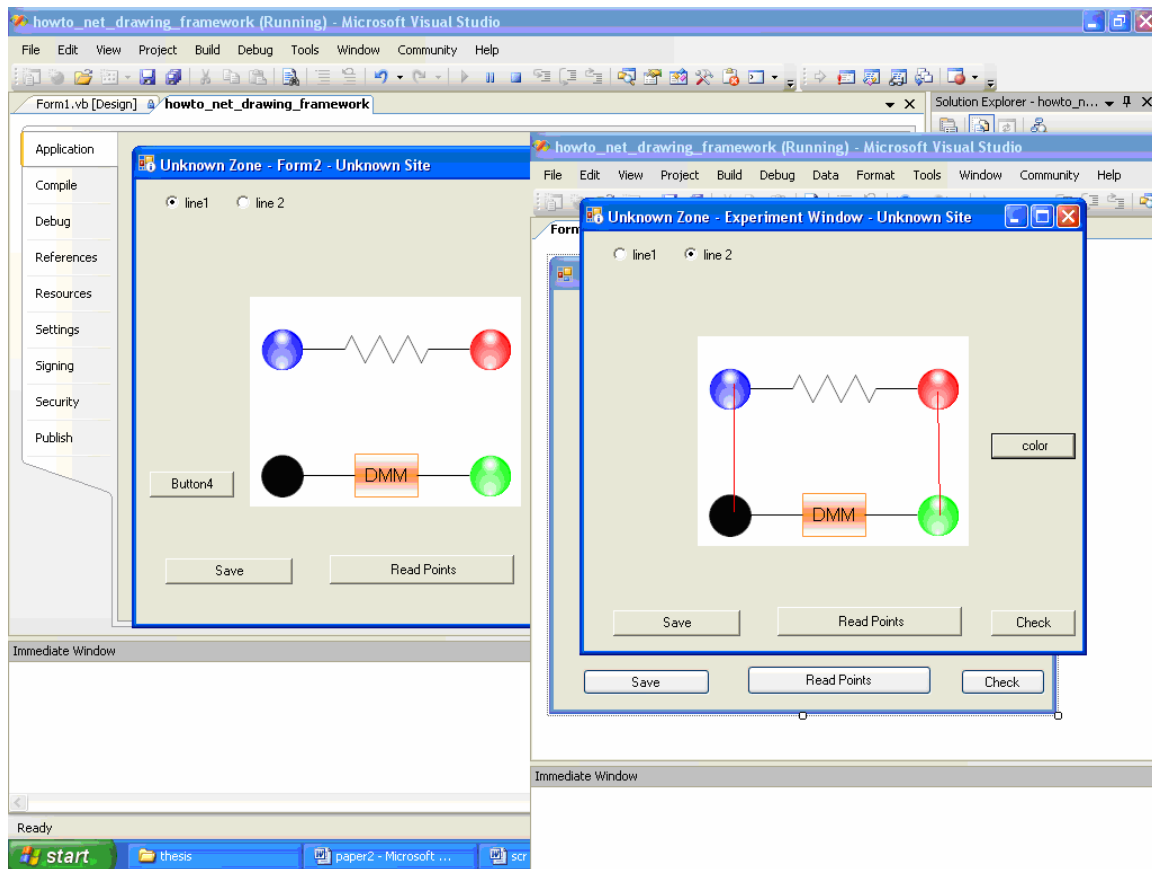 howto_net_drawing_framework (Running) - Microsoft Visual Studio
File Edit View Project Build Debug Tools Window Community Help
Form1.vb [Design] howto_net_drawing_framework
Solution Explorer - howto_n...
Application
Compile
Debug
References
Resources
Settings
Signing
Security
Publish
Unknown Zone - Form2 - Unknown Site
line1 line 2
DMM
Button4
Save Read Points
Immediate Window
Ready
start thesis paper2 - Microsoft ... scr
howto_net_drawing_framework (Running) - Microsoft Visual Studio
File Edit View Project Build Debug Data Format Tools Window Community Help
Form
Unknown Zone - Experiment Window - Unknown Site
line1 line 2
color
DMM
Save Read Points Check
Save Read Points Check
Immediate Window